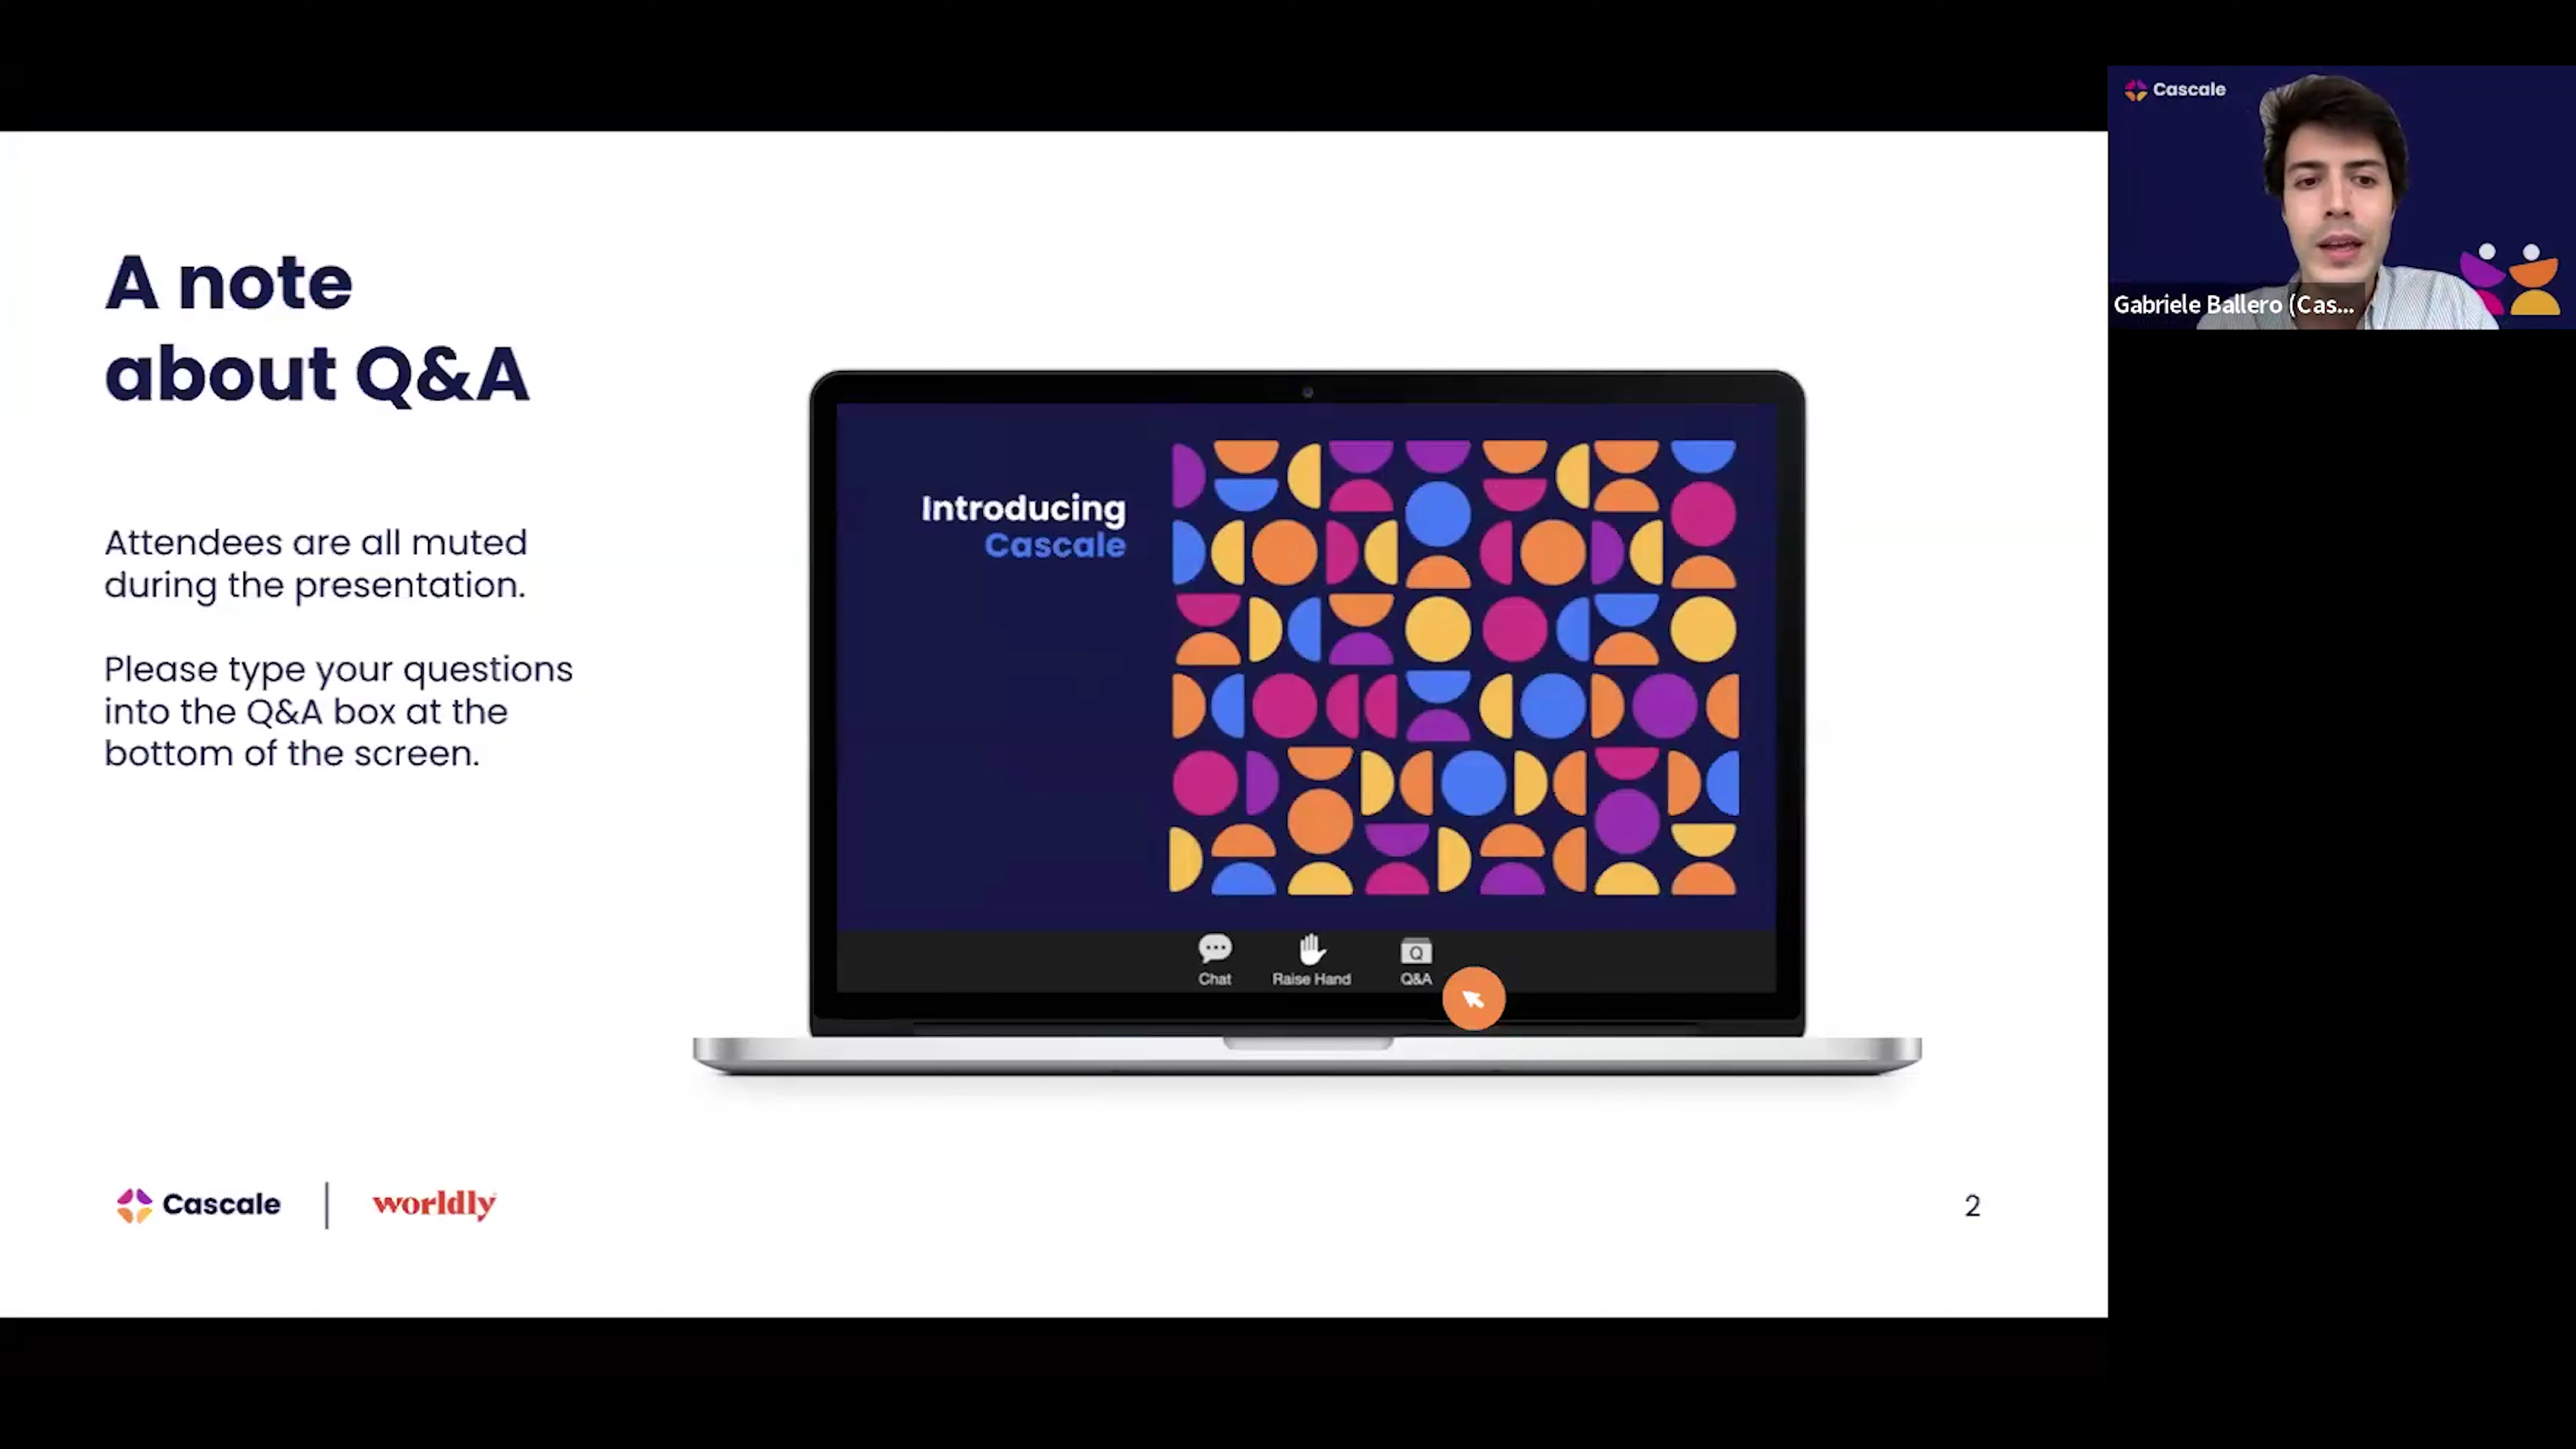 A note
about Q&A
Attendees are all muted
during the presentation.
Please type your questions
into the Q&A box at the
bottom of the screen.
Introducing
Cascale
Chat
Raise Hand
Q
Q&A
Cascale
worldly
2
Cascale
Gabriele Ballero (Cas...